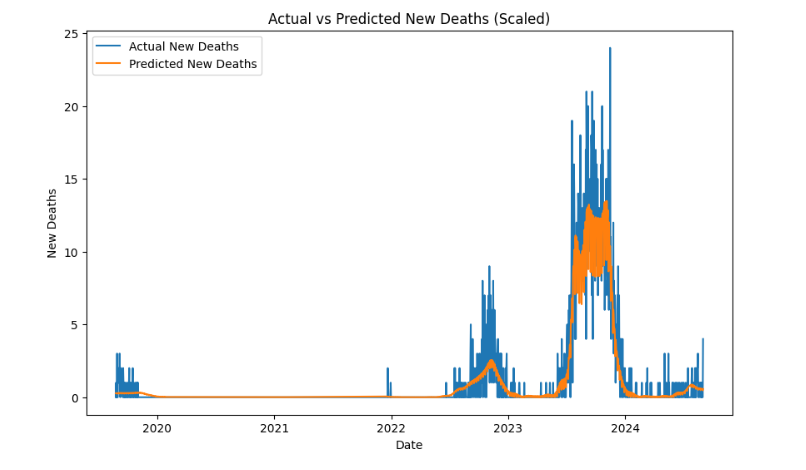 Actual vs Predicted New Deaths (Scaled)
Actual New Deaths
Predicted New Deaths
25
20
15
10
5
0
New Deaths
2020 2021 2022 2023 2024
Date